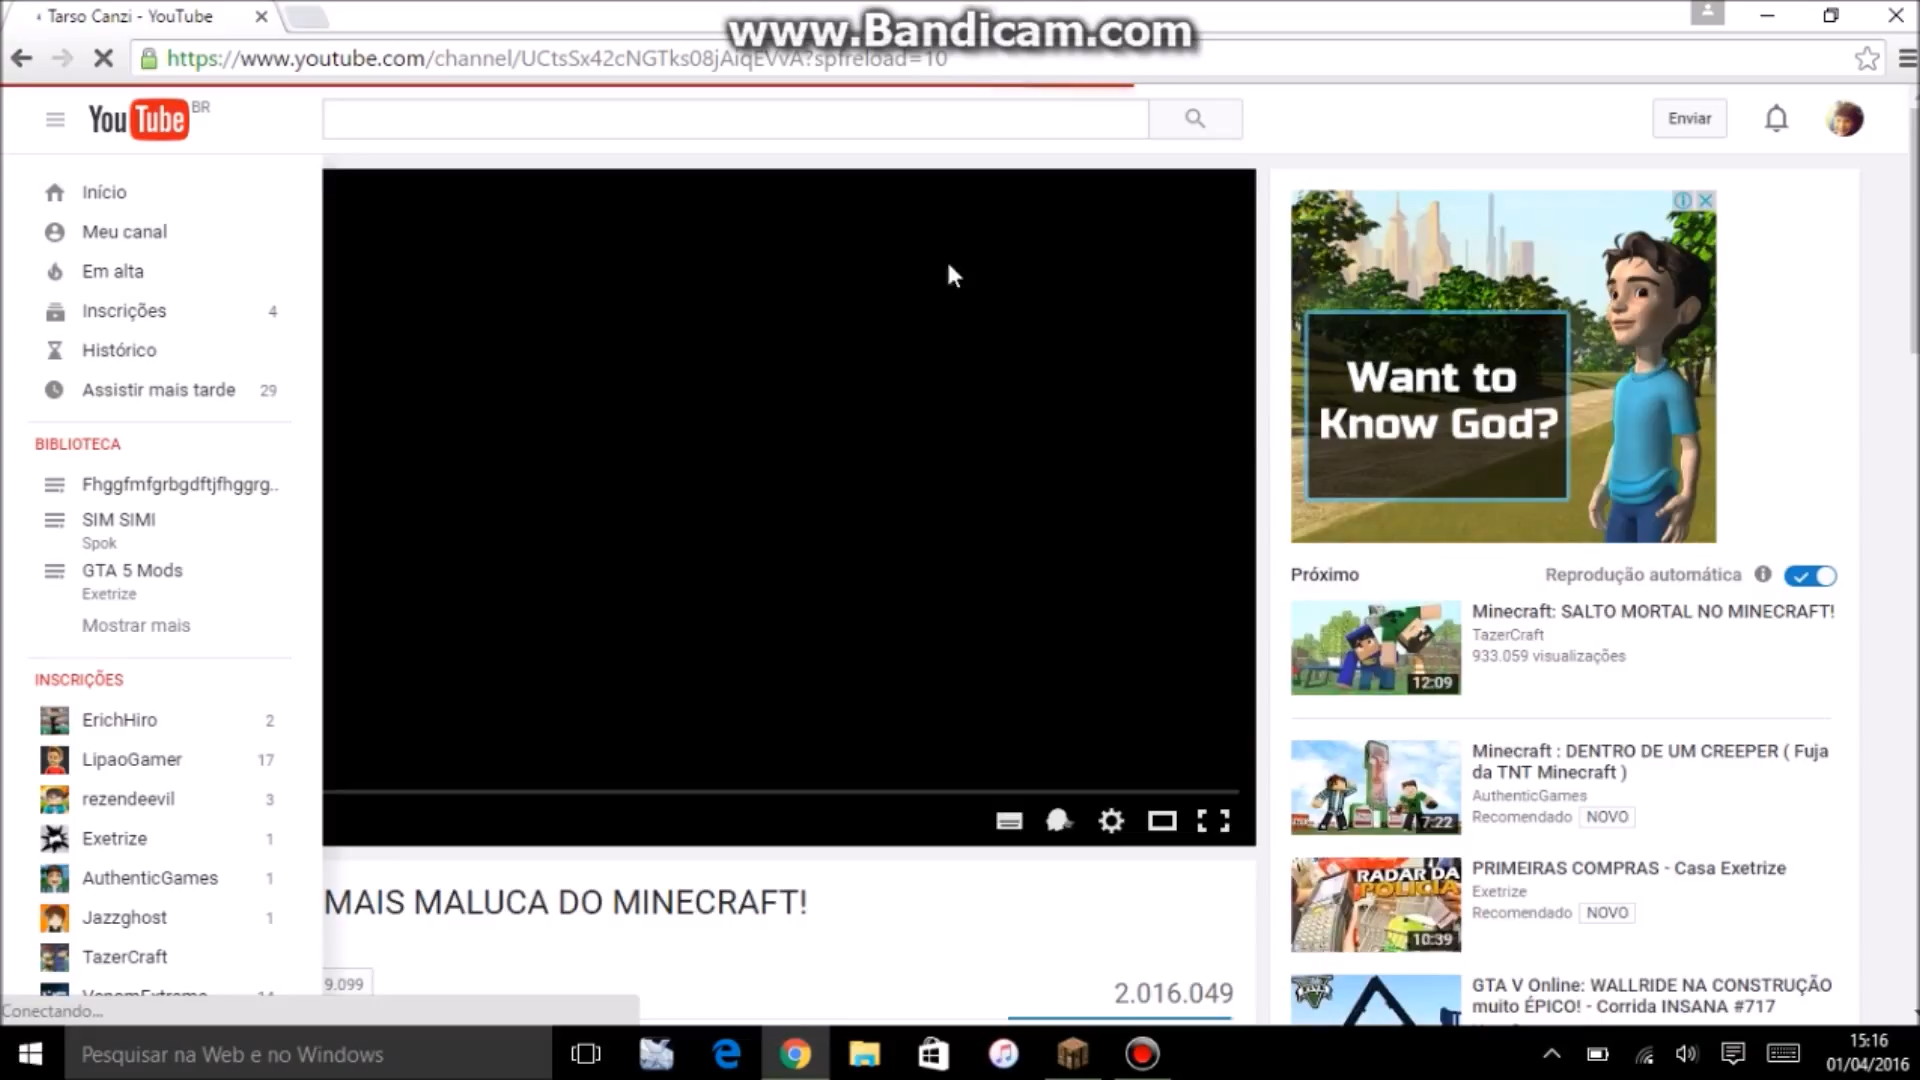 Tarso Canzi - YouTube
www.Bandicam.com
https://www.youtube.com/channel/UCtsSx42cNGTks08jAiqEVvA?spfreload=10
YouTube BR
Enviar
Início
Meu canal
Em alta
Inscrições 4
Histórico
Assistir mais tarde 29
BIBLIOTECA
Fhggfmfgrbgdftjfhggrg..
SIM SIMI
Spok
GTA 5 Mods
Exetrize
Mostrar mais
INSCRIÇÕES
ErichHiro 2
LipaoGamer 17
rezendeevil 3
Exetrize 1
AuthenticGames 1
Jazzghost 1
TazerCraft
VenomExtreme 14
Conectando...
MAIS MALUCA DO MINECRAFT!
9.099
2.016.049
Want to
Know God?
Próximo
Reprodução automática
12:09
Minecraft: SALTO MORTAL NO MINECRAFT!
TazerCraft
933.059 visualizações
7:22
Minecraft : DENTRO DE UM CREEPER ( Fuja
da TNT Minecraft )
AuthenticGames
Recomendado NOVO
RADAR DA
POLÍCIA
10:39
PRIMEIRAS COMPRAS - Casa Exetrize
Exetrize
Recomendado NOVO
GTA V Online: WALLRIDE NA CONSTRUÇÃO
muito ÉPICO! - Corrida INSANA #717
Pesquisar na Web e no Windows
15:16
01/04/2016